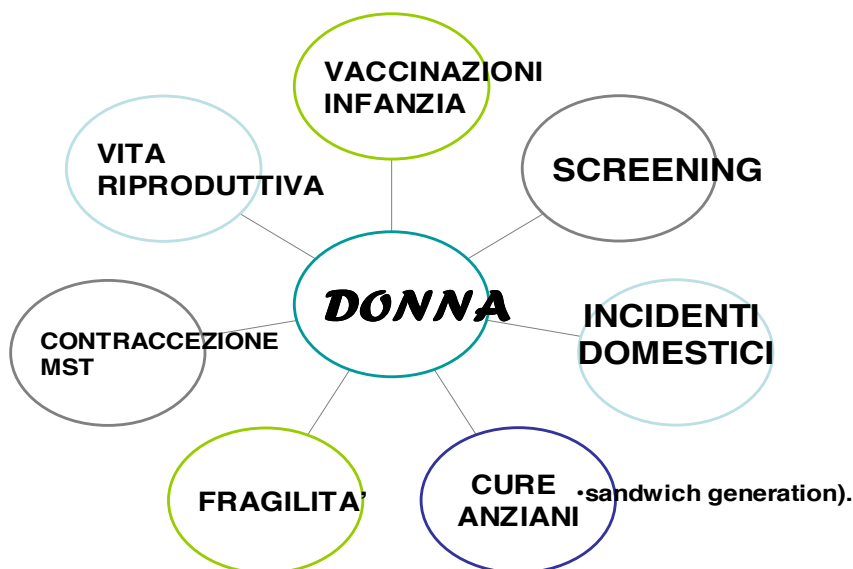 VACCINAZIONI
INFANZIA
VITA
RIPRODUTTIVA
SCREENING
DONNA
INCIDENTI
DOMESTICI
CONTRACCEZIONE
MST
FRAGILITA’
CURE
ANZIANI
•sandwich generation).